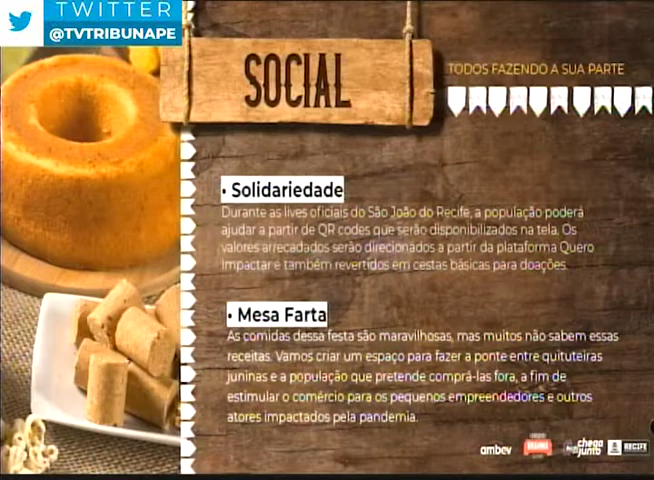 TWITTER
@TVTRIBUNAPE
SOCIAL
TODOS FAZENDO A SUA PARTE
• Solidariedade
Durante as lives oficiais do São João do Recife, a população poderá
ajudar a partir de QR codes que serão disponibilizados na tela. Os
valores arrecadados serão direcionados a partir da plataforma Quero
Impactar e também revertidos em cestas básicas para doações.
• Mesa Farta
As comidas dessa festa são maravilhosas, mas muitos não sabem essas
receitas. Vamos criar um espaço para fazer a ponte entre quituteiras
juninas e a população que pretende comprá-las fora, a fim de
estimular o comércio para os pequenos empreendedores e outros
atores impactados pela pandemia.
ambev
chega
junto
RECIFE